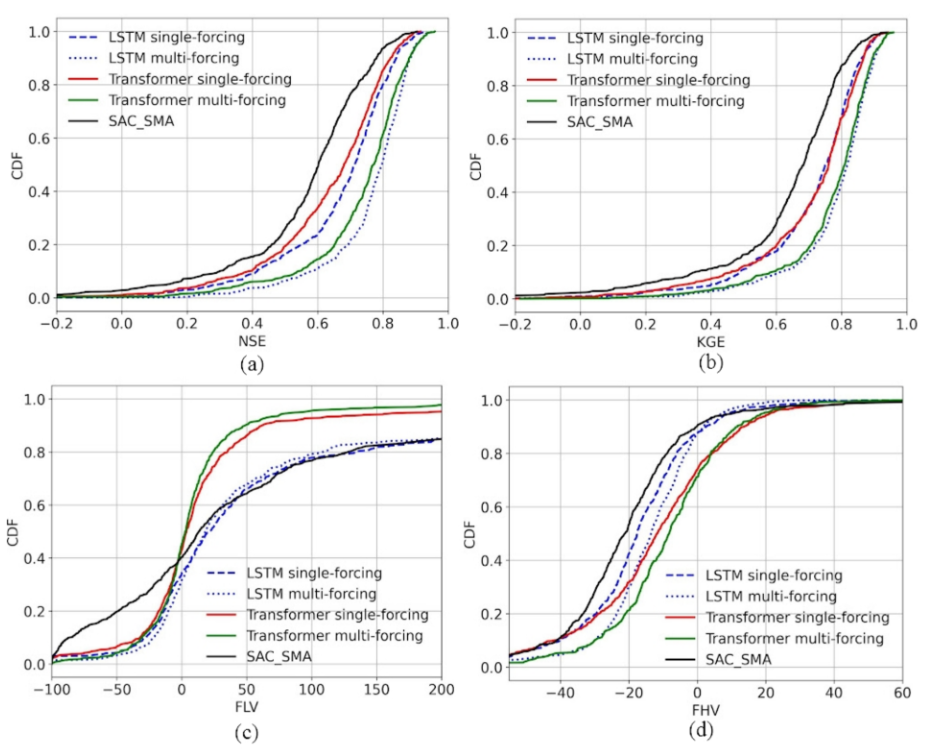 1.0
0.8
0.6
0.4
0.2
0.0
CDF
LSTM single-forcing
LSTM multi-forcing
Transformer single-forcing
Transformer multi-forcing
SAC_SMA
−0.2 0.0 0.2 0.4 0.6 0.8 1.0
NSE
(a)
1.0
0.8
0.6
0.4
0.2
0.0
CDF
LSTM single-forcing
LSTM multi-forcing
Transformer single-forcing
Transformer multi-forcing
SAC_SMA
−0.2 0.0 0.2 0.4 0.6 0.8 1.0
KGE
(b)
1.0
0.8
0.6
0.4
0.2
0.0
CDF
LSTM single-forcing
LSTM multi-forcing
Transformer single-forcing
Transformer multi-forcing
SAC_SMA
−100 −50 0 50 100 150 200
FLV
(c)
1.0
0.8
0.6
0.4
0.2
0.0
CDF
LSTM single-forcing
LSTM multi-forcing
Transformer single-forcing
Transformer multi-forcing
SAC_SMA
−40 −20 0 20 40 60
FHV
(d)